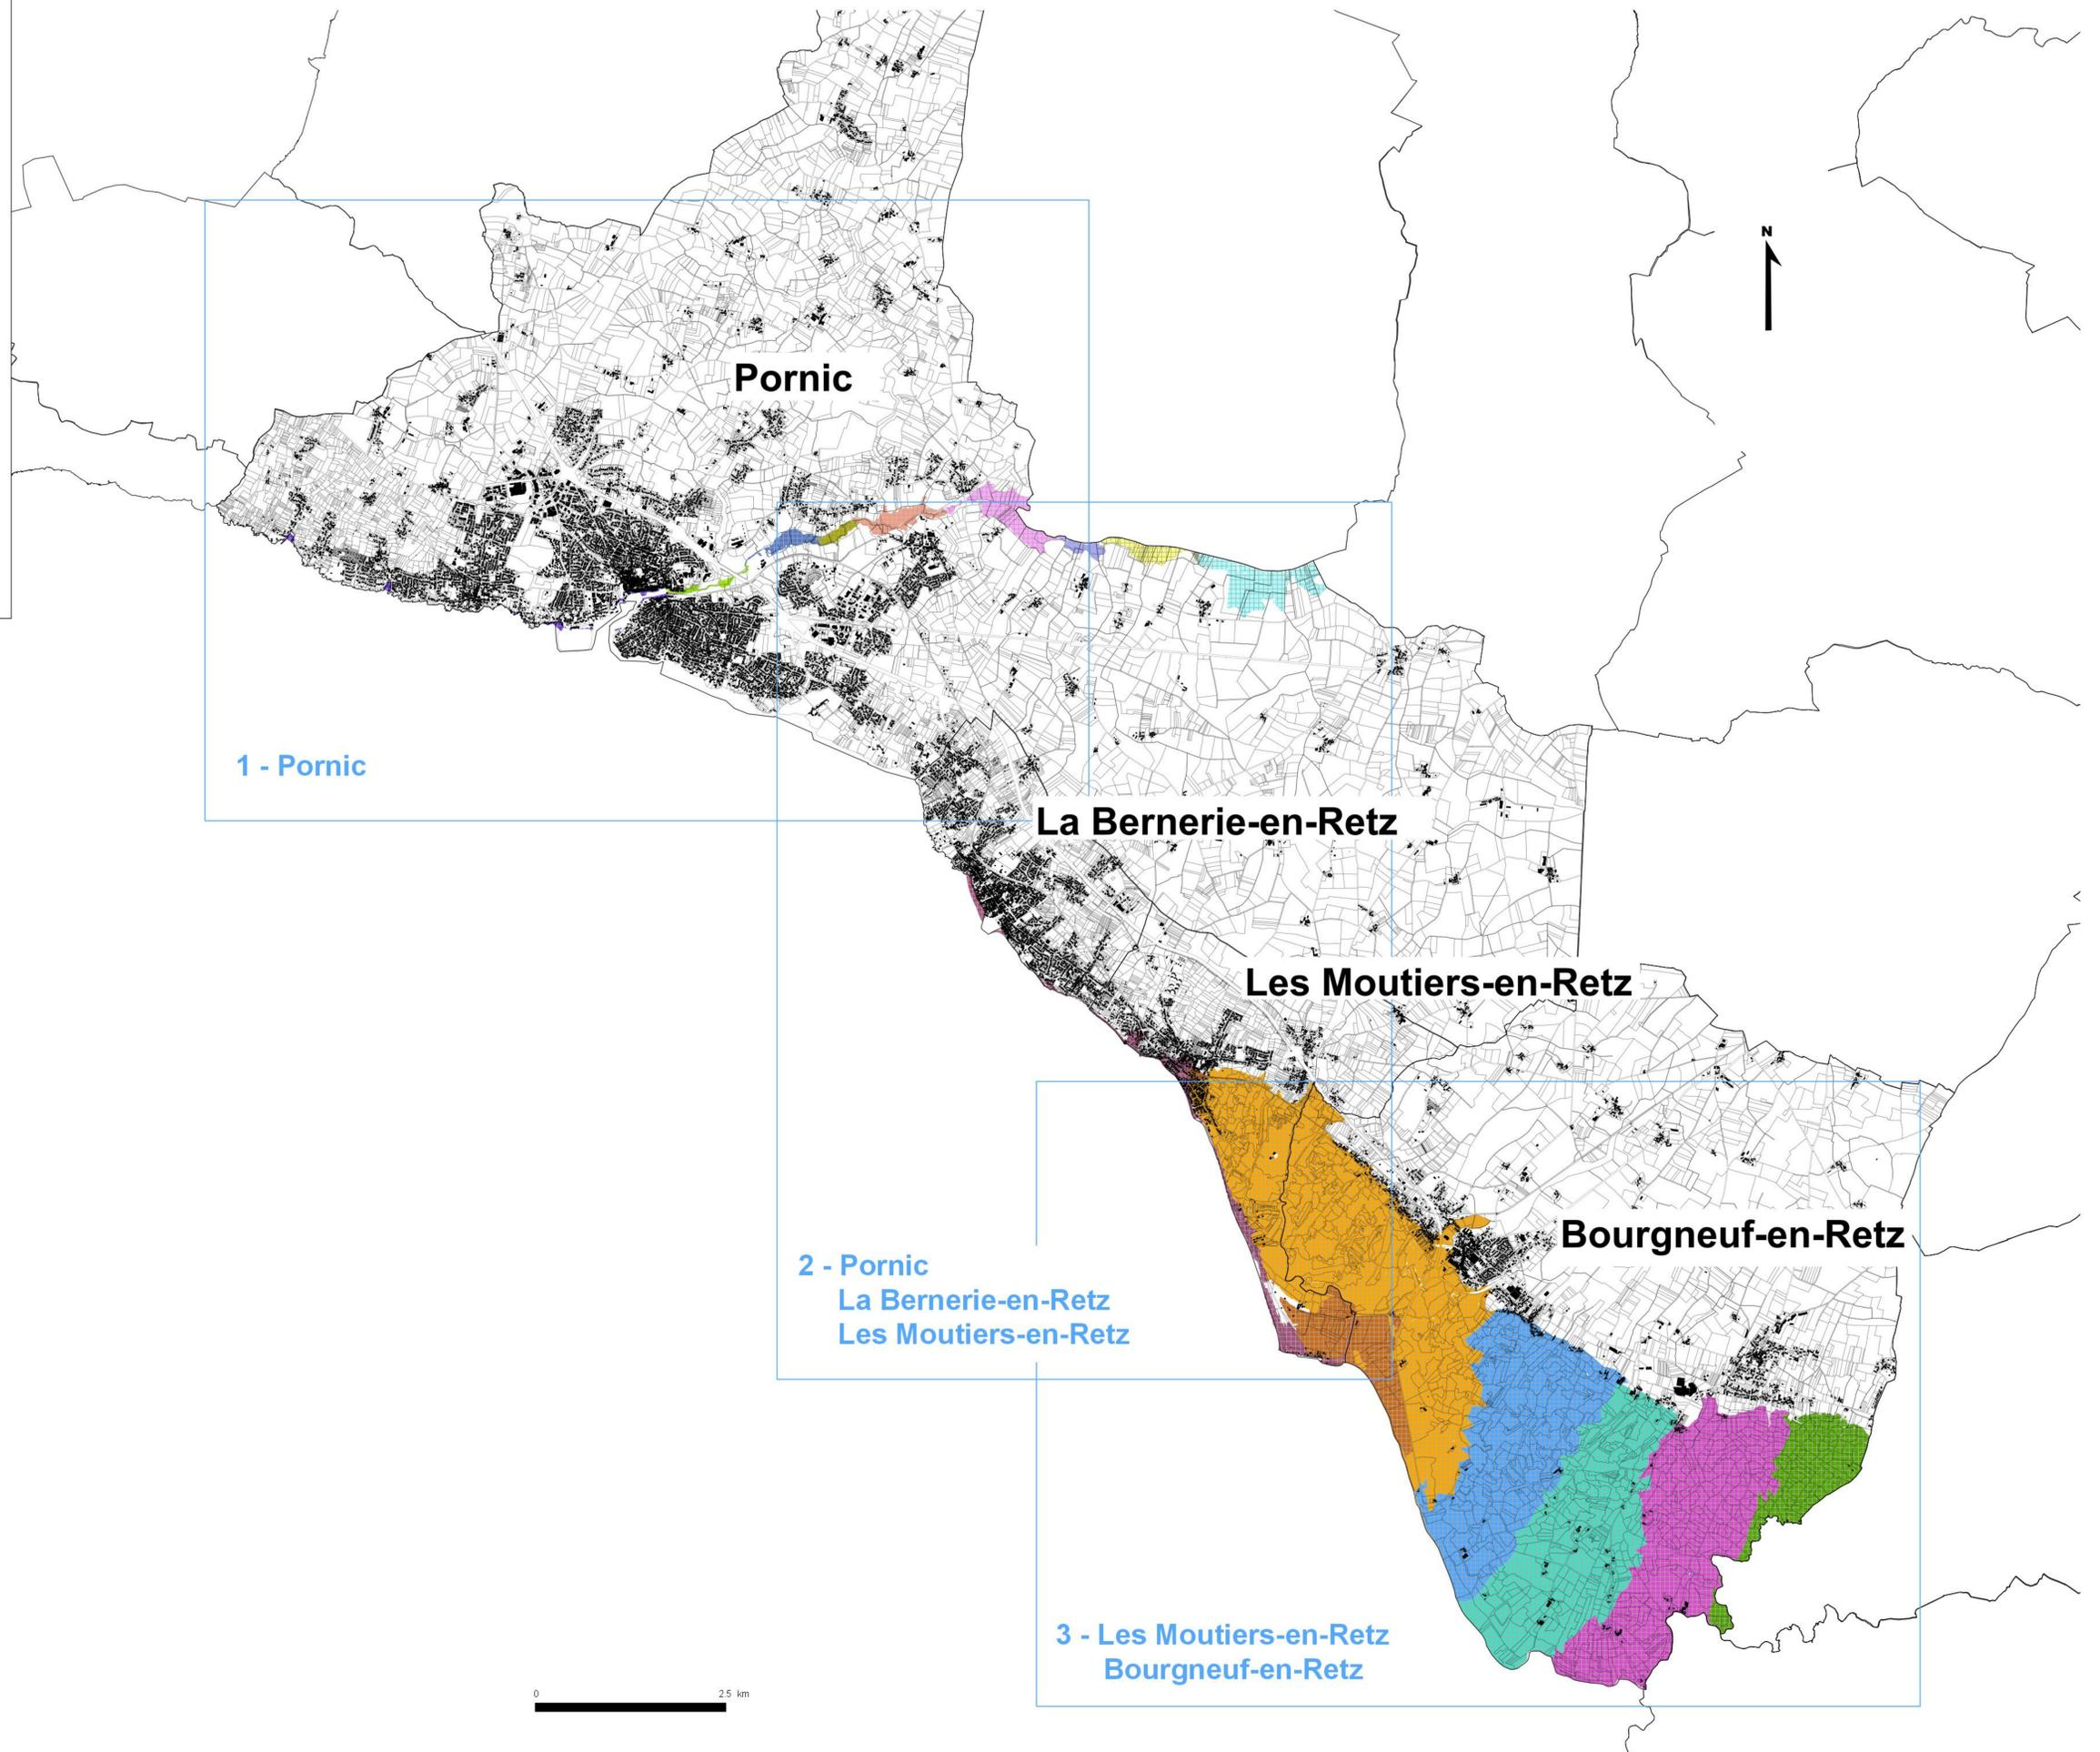 N
Pornic
1 - Pornic
La Bernerie-en-Retz
Les Moutiers-en-Retz
Bourgneuf-en-Retz
2 - Pornic
La Bernerie-en-Retz
Les Moutiers-en-Retz
3 - Les Moutiers-en-Retz
Bourgneuf-en-Retz
0 2.5 km